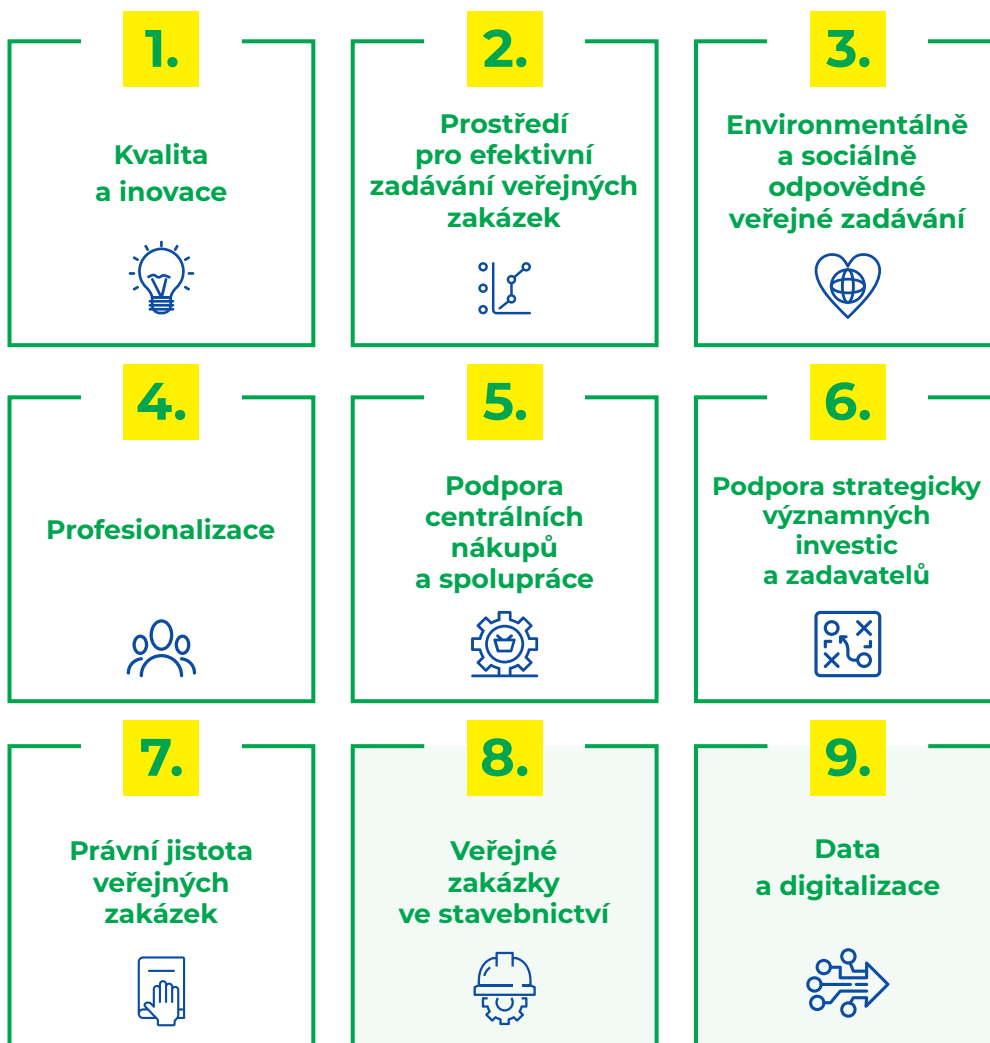 1.
Kvalita
a inovace
2.
Prostředí
pro efektivní
zadávání veřejných
zakázek
3.
Environmentálně
a sociálně
odpovědné
veřejné zadávání
4.
Profesionalizace
5.
Podpora
centrálních
nákupů
a spolupráce
6.
Podpora strategicky
významných
investic
a zadavatelů
7.
Právní jistota
veřejných
zakázek
8.
Veřejné
zakázky
ve stavebnictví
9.
Data
a digitalizace